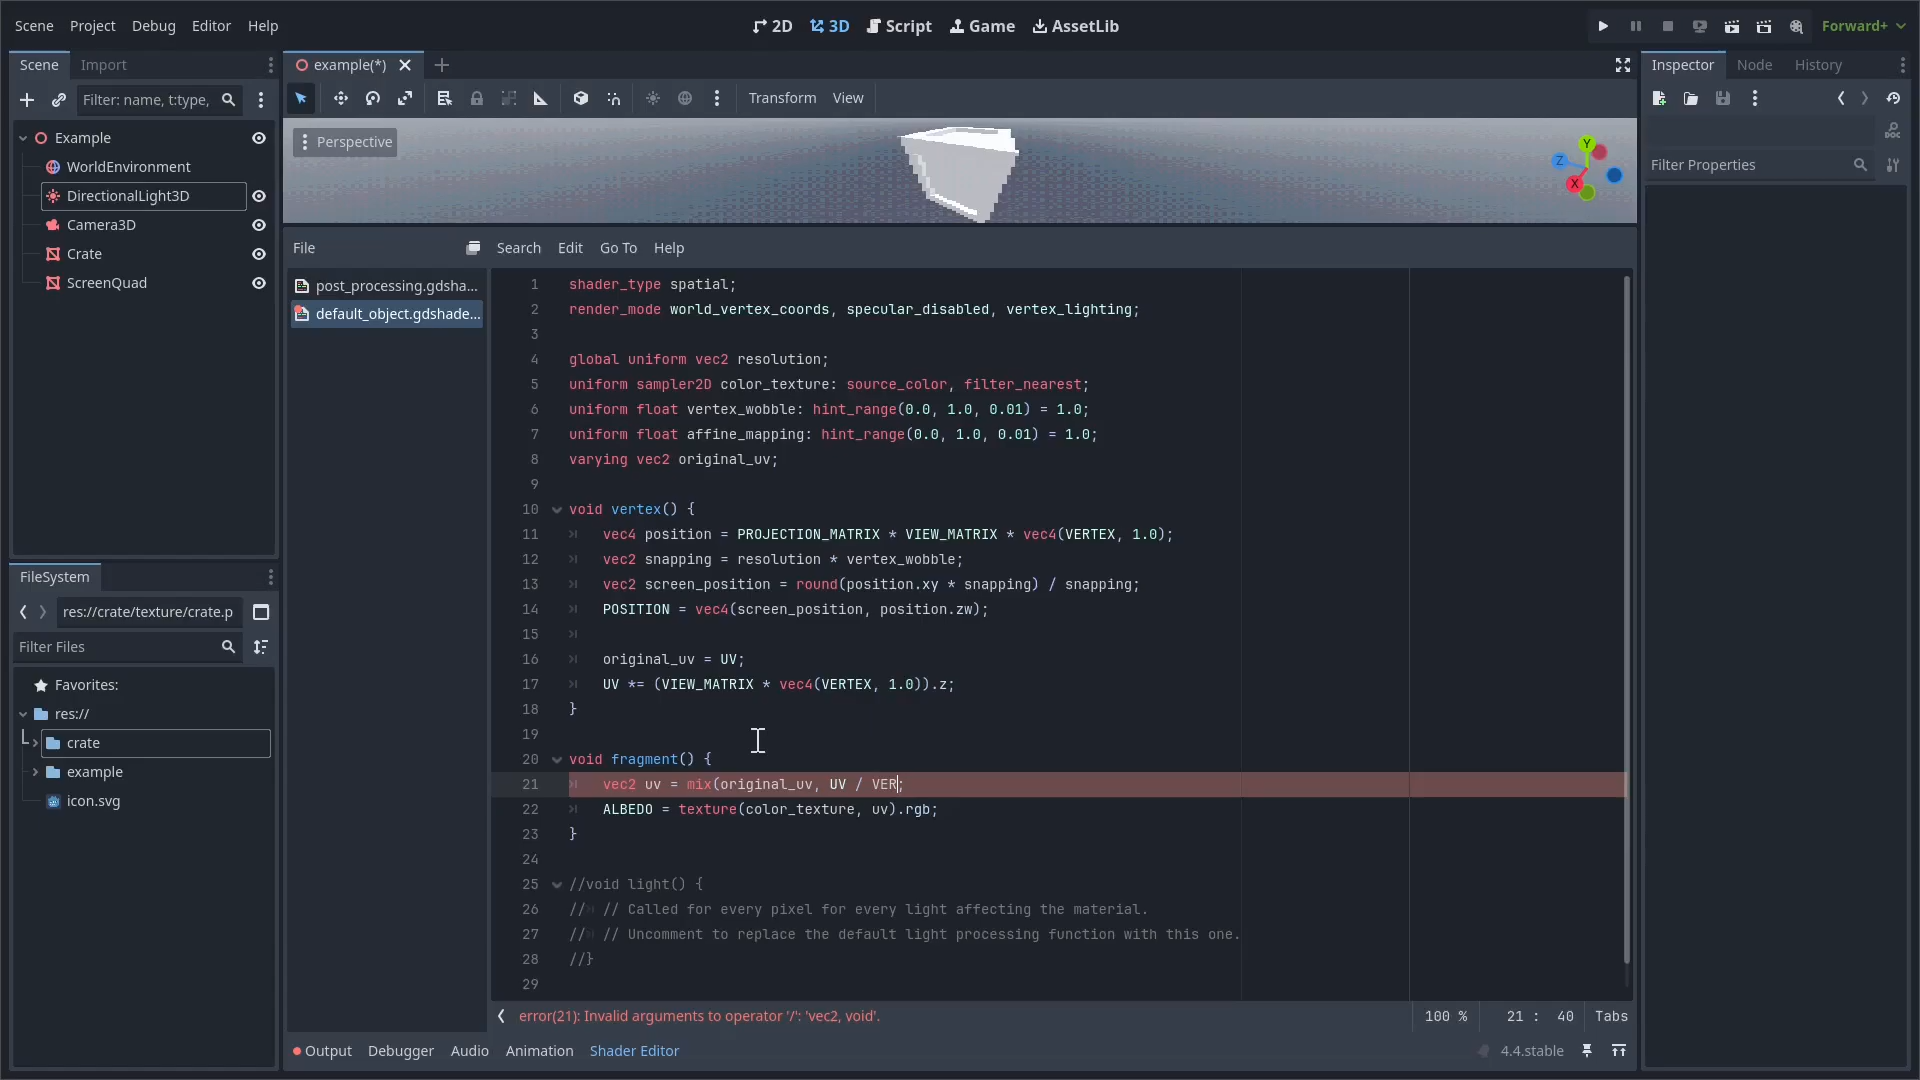 Scene Project Debug Editor Help
2D 3D Script Game AssetLib
Forward+
Scene Import
Filter: name, t:type,
Example
WorldEnvironment
DirectionalLight3D
Camera3D
Crate
ScreenQuad
FileSystem
res://crate/texture/crate.p
Filter Files
Favorites:
res://
crate
example
icon.svg
example(*)
Transform View
Perspective
Y
Z
X
File Search Edit Go To Help
post_processing.gdsha...
default_object.gdshade...
1 shader_type spatial;
2 render_mode world_vertex_coords, specular_disabled, vertex_lighting;
3
4 global uniform vec2 resolution;
5 uniform sampler2D color_texture: source_color, filter_nearest;
6 uniform float vertex_wobble: hint_range(0.0, 1.0, 0.01) = 1.0;
7 uniform float affine_mapping: hint_range(0.0, 1.0, 0.01) = 1.0;
8 varying vec2 original_uv;
9
10 void vertex() {
11 vec4 position = PROJECTION_MATRIX * VIEW_MATRIX * vec4(VERTEX, 1.0);
12 vec2 snapping = resolution * vertex_wobble;
13 vec2 screen_position = round(position.xy * snapping) / snapping;
14 POSITION = vec4(screen_position, position.zw);
15
16 original_uv = UV;
17 UV *= (VIEW_MATRIX * vec4(VERTEX, 1.0)).z;
18 }
19
20 void fragment() {
21 vec2 uv = mix(original_uv, UV / VER;
22 ALBEDO = texture(color_texture, uv).rgb;
23 }
24
25 //void light() {
26 // // Called for every pixel for every light affecting the material.
27 // // Uncomment to replace the default light processing function with this one.
28 //}
29
error(21): Invalid arguments to operator '/': 'vec2, void'.
100 % 21 : 40 Tabs
Output Debugger Audio Animation Shader Editor
4.4.stable
Inspector Node History
DOC
Filter Properties